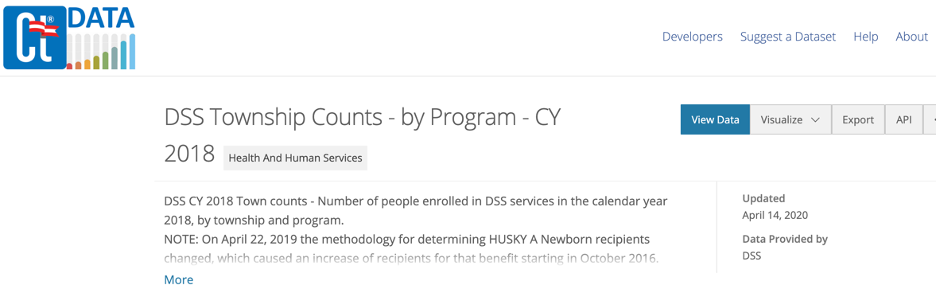 Ct® DATA
Developers Suggest a Dataset Help About
DSS Township Counts - by Program - CY
2018 Health And Human Services
View Data Visualize Export API
DSS CY 2018 Town counts - Number of people enrolled in DSS services in the calendar year
2018, by township and program.
NOTE: On April 22, 2019 the methodology for determining HUSKY A Newborn recipients
changed, which caused an increase of recipients for that benefit starting in October 2016.
More
Updated
April 14, 2020
Data Provided by
DSS